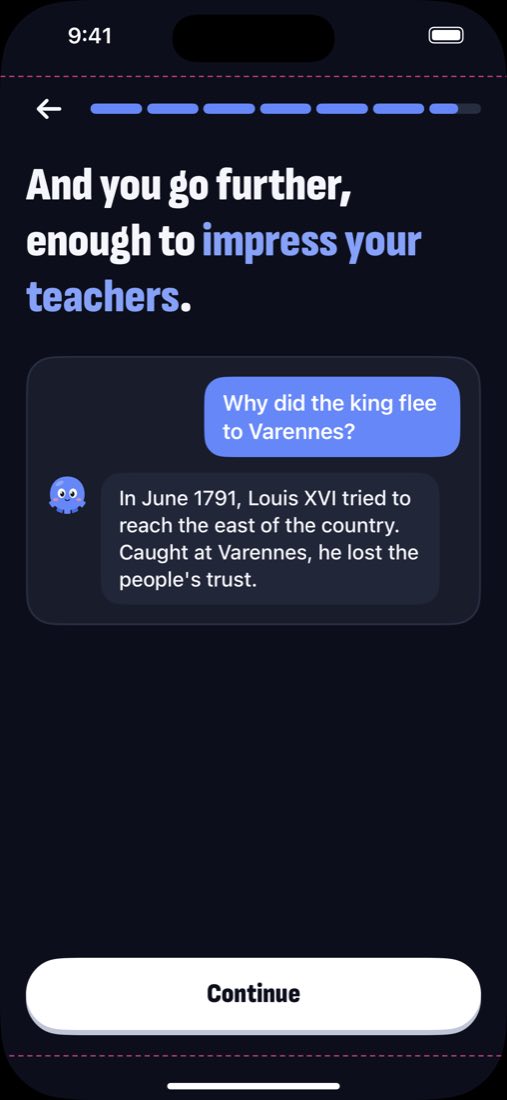 9:41
And you go further,
enough to impress your
teachers.
Why did the king flee
to Varennes?
In June 1791, Louis XVI tried to
reach the east of the country.
Caught at Varennes, he lost the
people's trust.
Continue